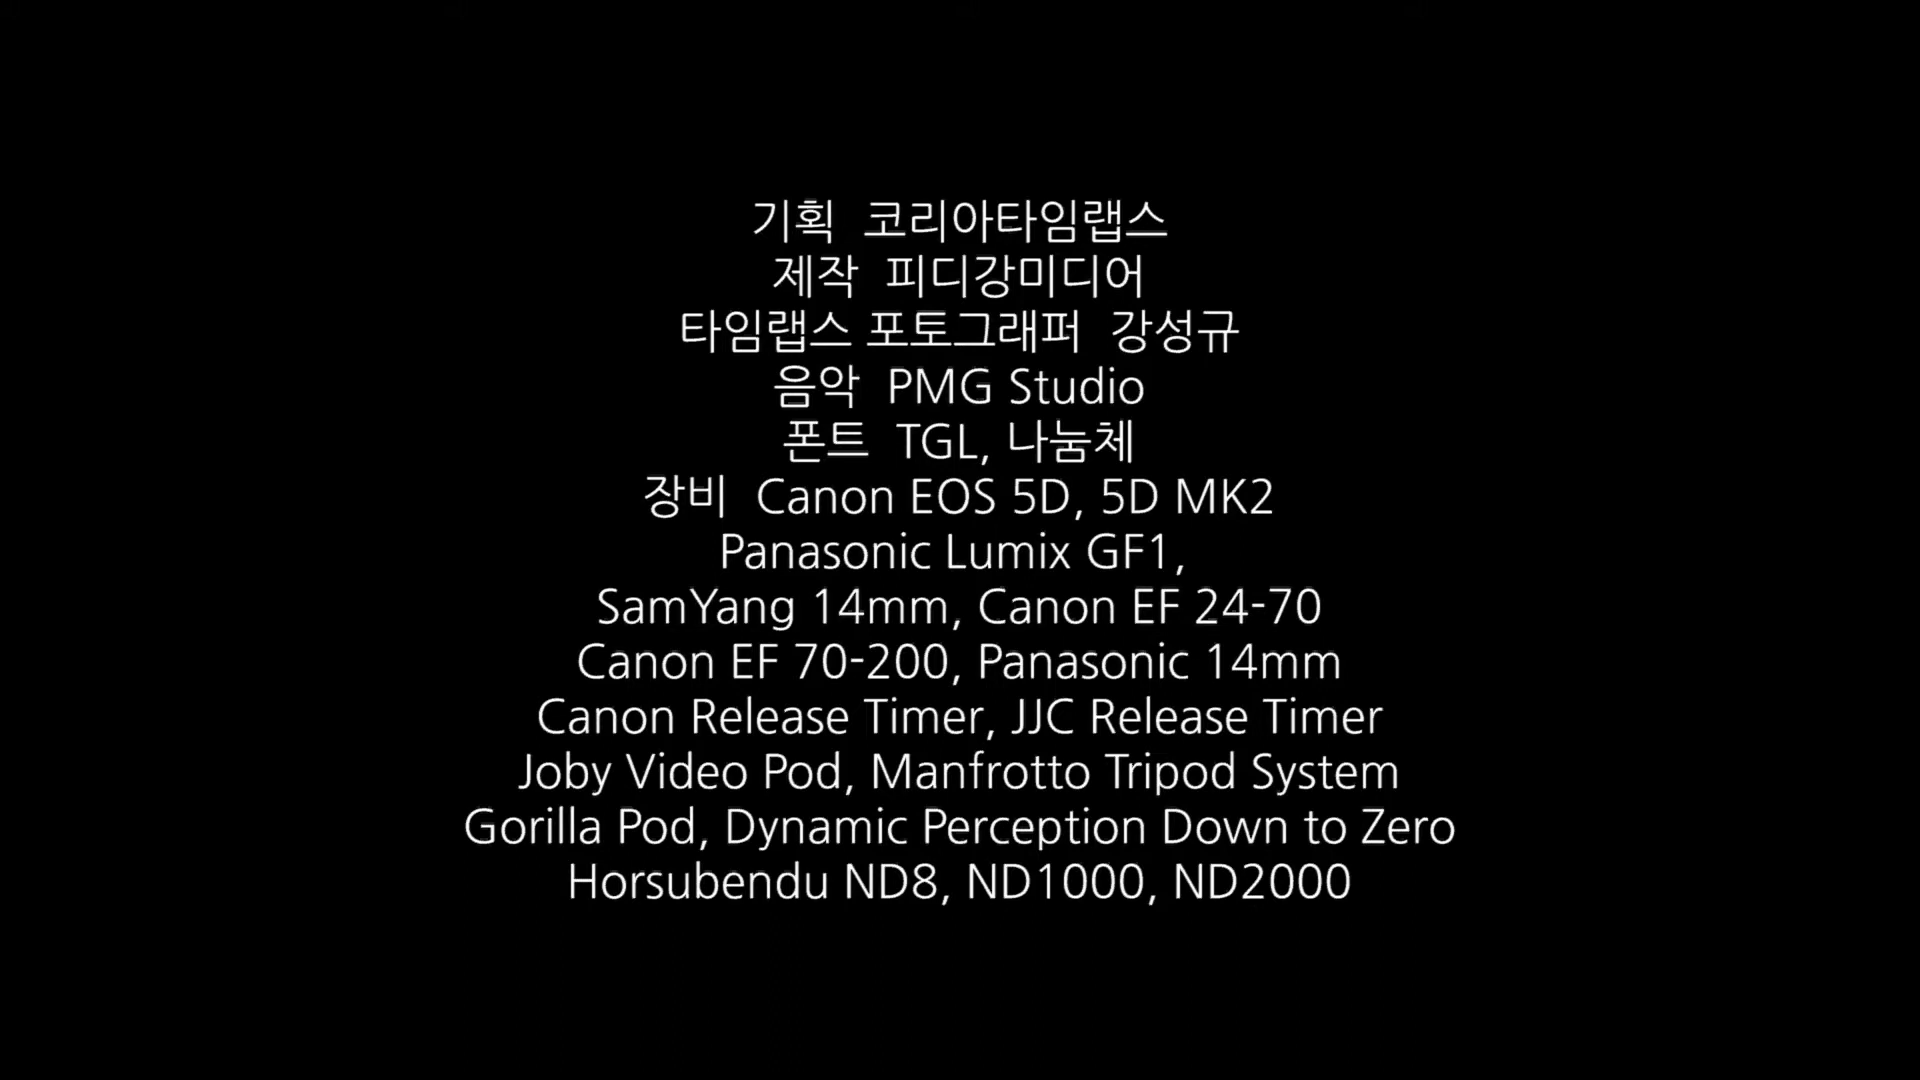 기획 코리아타임랩스
제작 피디강미디어
타임랩스 포토그래퍼 강성규
음악 PMG Studio
폰트 TGL, 나눔체
장비 Canon EOS 5D, 5D MK2
Panasonic Lumix GF1,
SamYang 14mm, Canon EF 24-70
Canon EF 70-200, Panasonic 14mm
Canon Release Timer, JJC Release Timer
Joby Video Pod, Manfrotto Tripod System
Gorilla Pod, Dynamic Perception Down to Zero
Horsubendu ND8, ND1000, ND2000